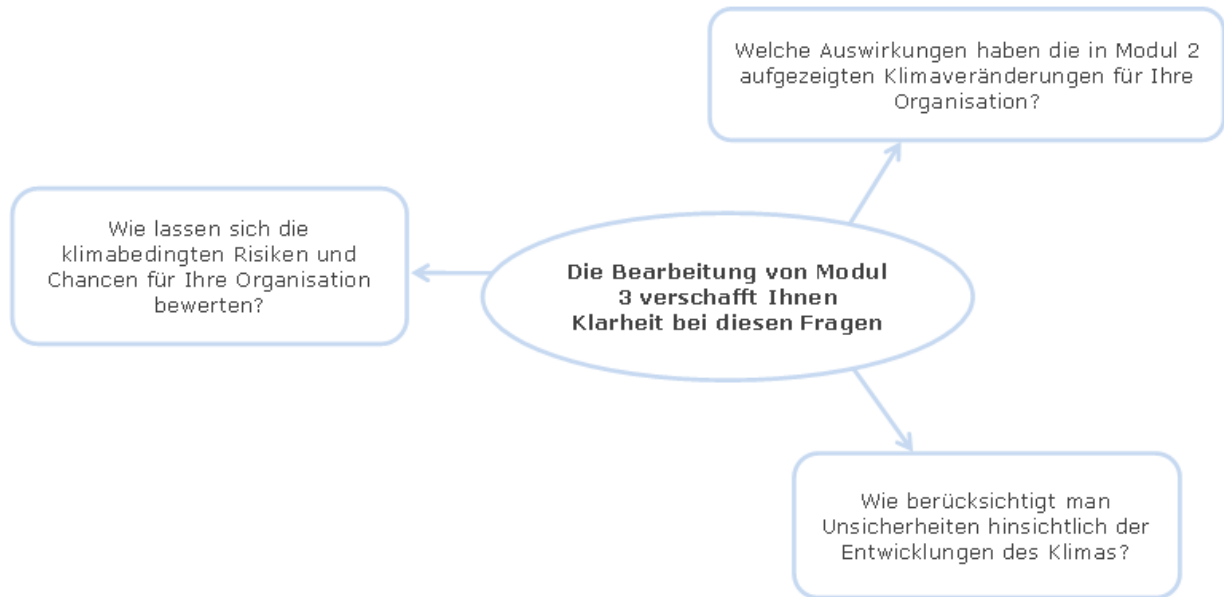 Welche Auswirkungen haben die in Modul 2
aufgezeigten Klimaveränderungen für Ihre
Organisation?
Wie lassen sich die
klimabedingten Risiken und
Chancen für Ihre Organisation
bewerten?
Die Bearbeitung von Modul
3 verschafft Ihnen
Klarheit bei diesen Fragen
Wie berücksichtigt man
Unsicherheiten hinsichtlich der
Entwicklungen des Klimas?